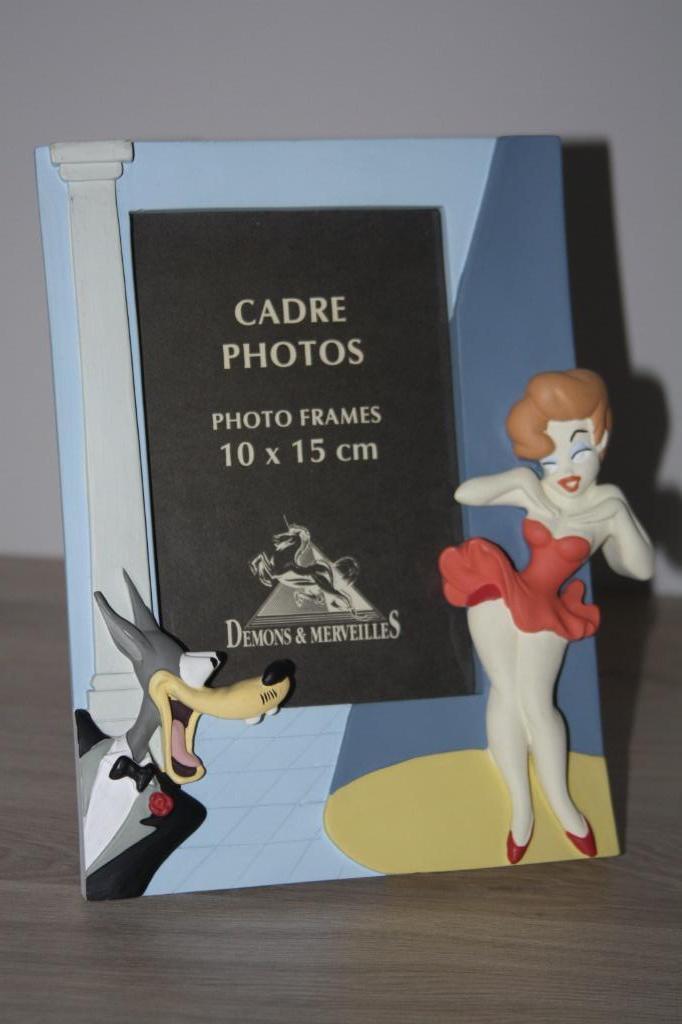 CADRE
PHOTOS
PHOTO FRAMES
10 x 15 cm
DEMONS & MERVEILLES